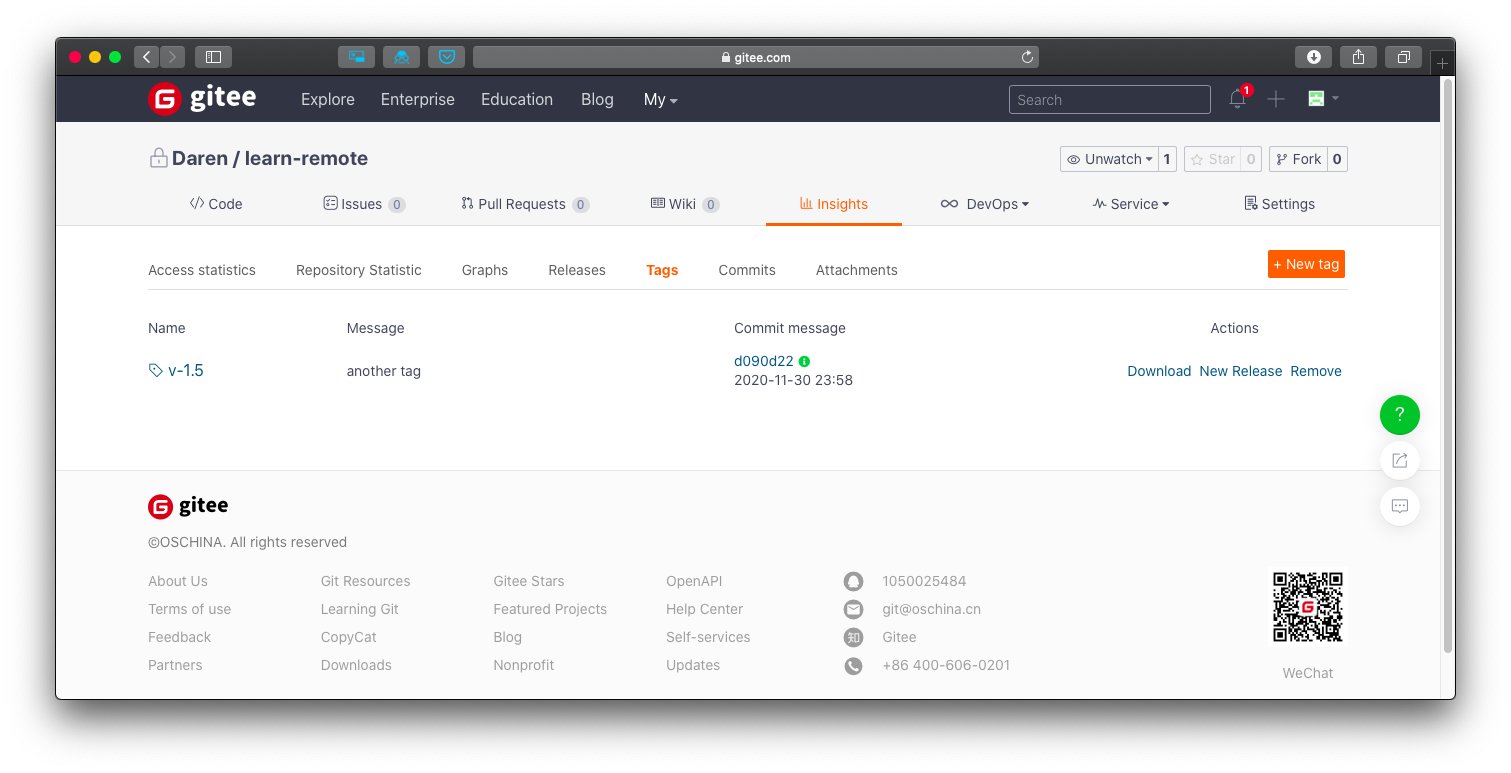 gitee.com
gitee Explore Enterprise Education Blog My Search 1
Daren / learn-remote Unwatch 1 Star 0 Fork 0
Code Issues 0 Pull Requests 0 Wiki 0 Insights DevOps Service Settings
Access statistics Repository Statistic Graphs Releases Tags Commits Attachments + New tag
Name Message Commit message Actions
v-1.5 another tag d090d22 Download New Release Remove
2020-11-30 23:58
?
gitee
©OSCHINA. All rights reserved
About Us Git Resources Gitee Stars OpenAPI 1050025484
Terms of use Learning Git Featured Projects Help Center git@oschina.cn
Feedback CopyCat Blog Self-services 知 Gitee
Partners Downloads Nonprofit Updates +86 400-606-0201
WeChat